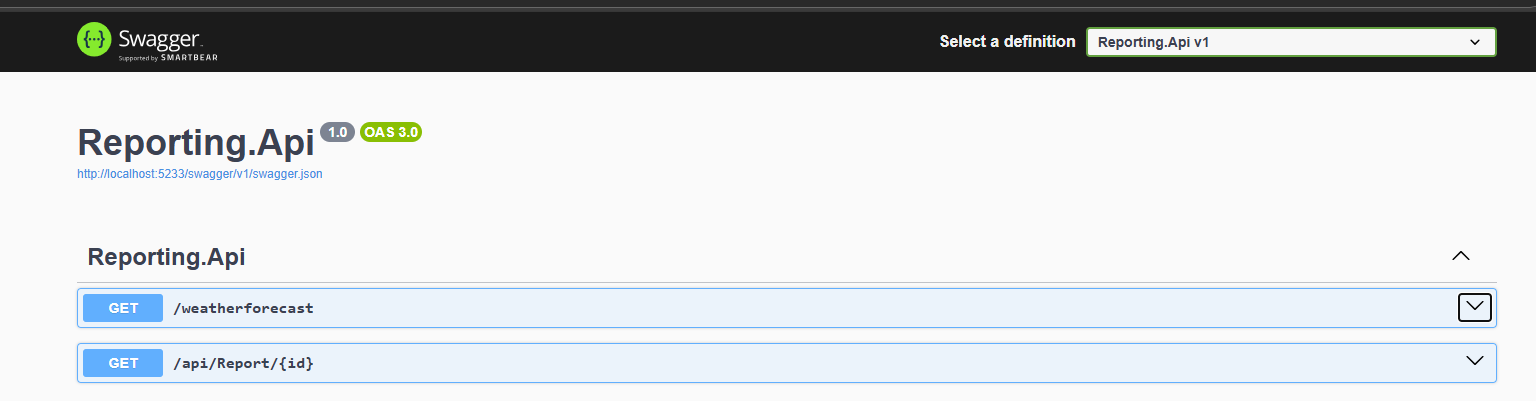 Swagger
Supported by SMARTBEAR
Select a definition
Reporting.Api v1
Reporting.Api 1.0 OAS 3.0
http://localhost:5233/swagger/v1/swagger.json
Reporting.Api
GET /weatherforecast
GET /api/Report/{id}